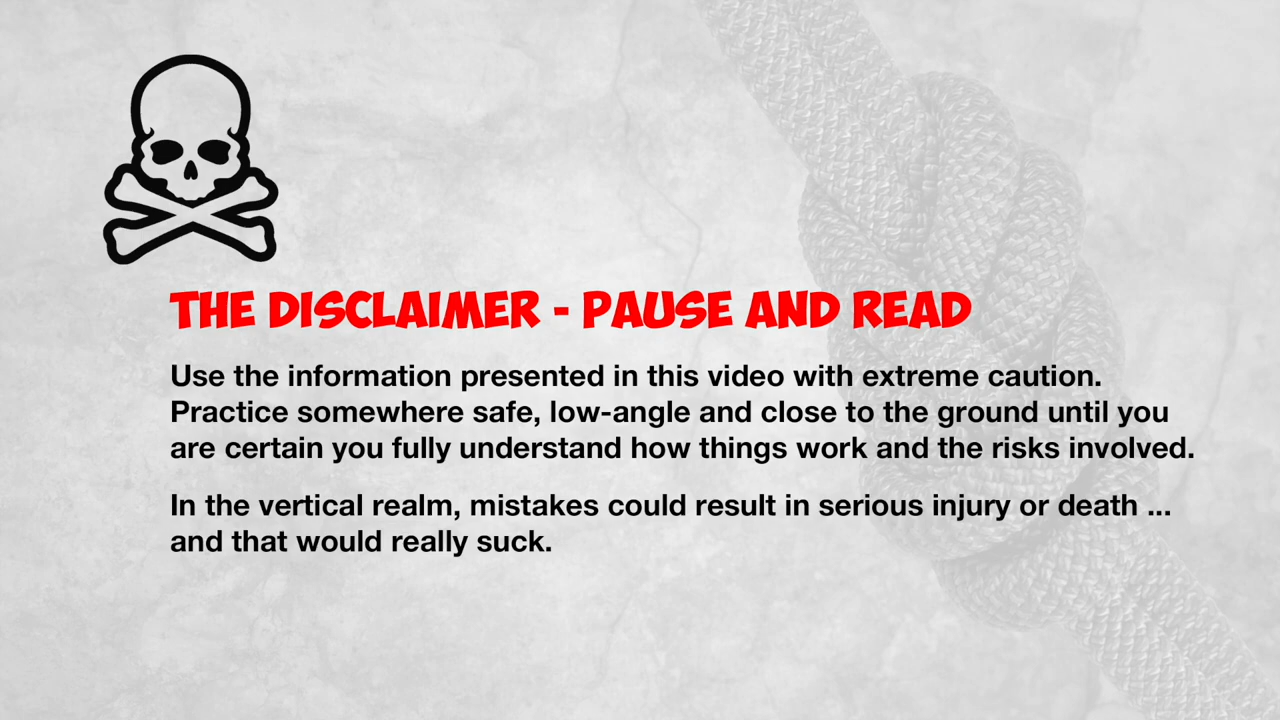 THE DISCLAIMER - PAUSE AND READ
Use the information presented in this video with extreme caution.
Practice somewhere safe, low-angle and close to the ground until you
are certain you fully understand how things work and the risks involved.
In the vertical realm, mistakes could result in serious injury or death ...
and that would really suck.